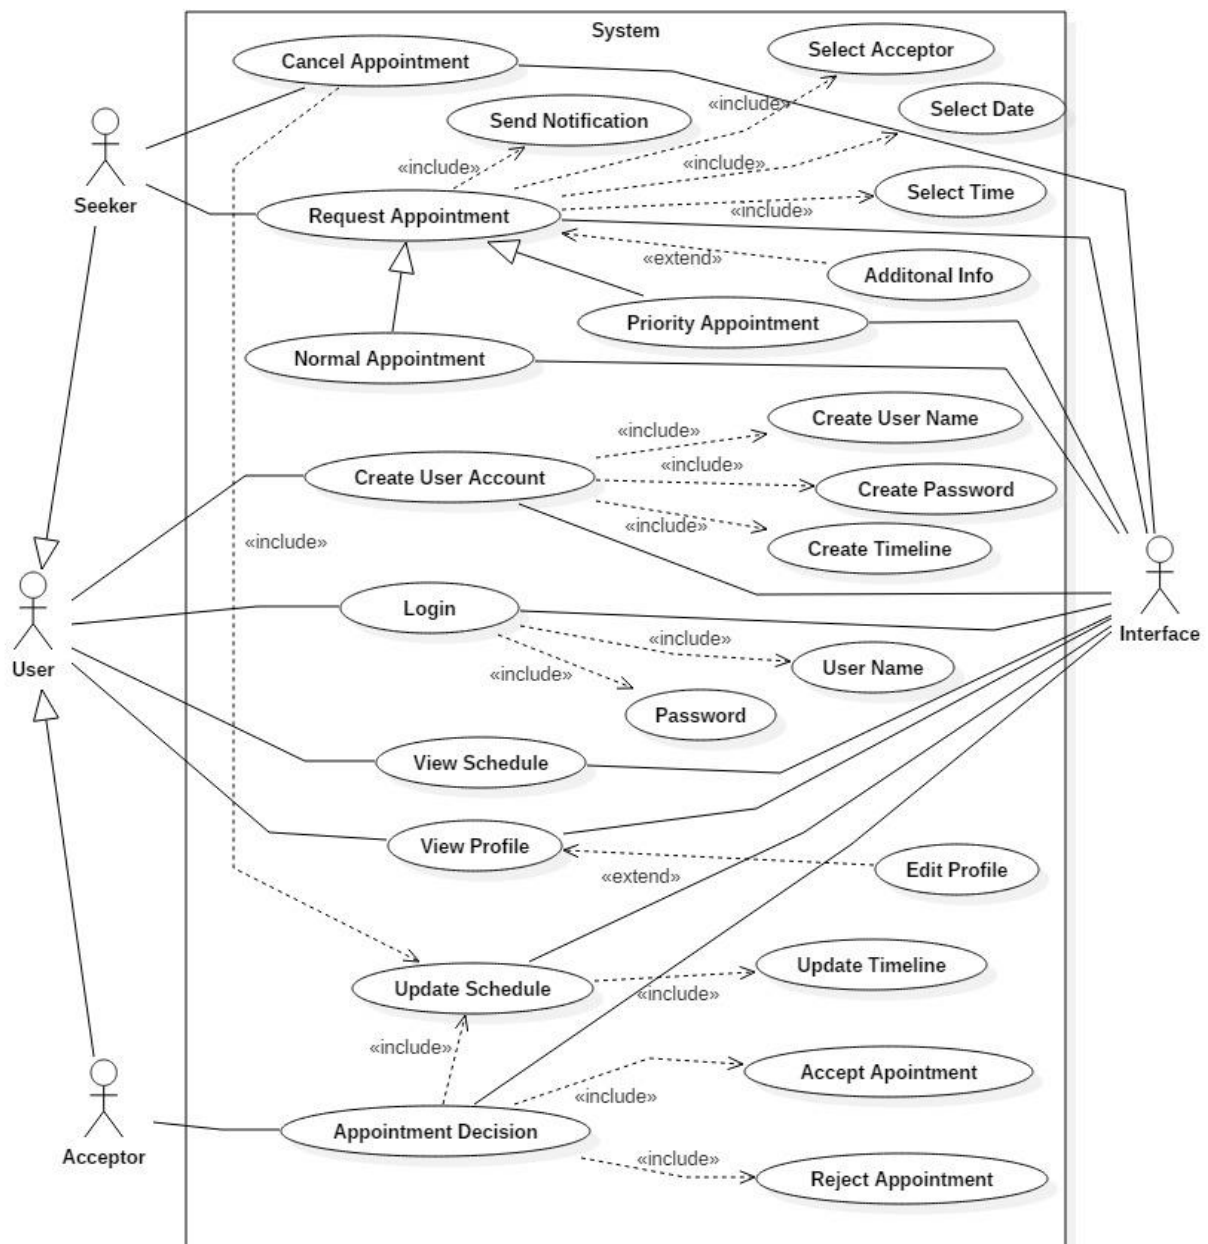 System
Cancel Appointment
Select Acceptor
«include»
Select Date
Send Notification
«include»
«include»
Seeker
Select Time
«include»
Request Appointment
«extend»
Additonal Info
Priority Appointment
Normal Appointment
Create User Name
«include»
Create User Account
«include»
Create Password
«include»
«include»
Create Timeline
Login
Interface
«include»
User
User Name
«include»
Password
View Schedule
View Profile
«extend»
Edit Profile
Update Timeline
Update Schedule
«include»
«include»
Accept Apointment
«include»
Appointment Decision
Acceptor
«include»
Reject Appointment